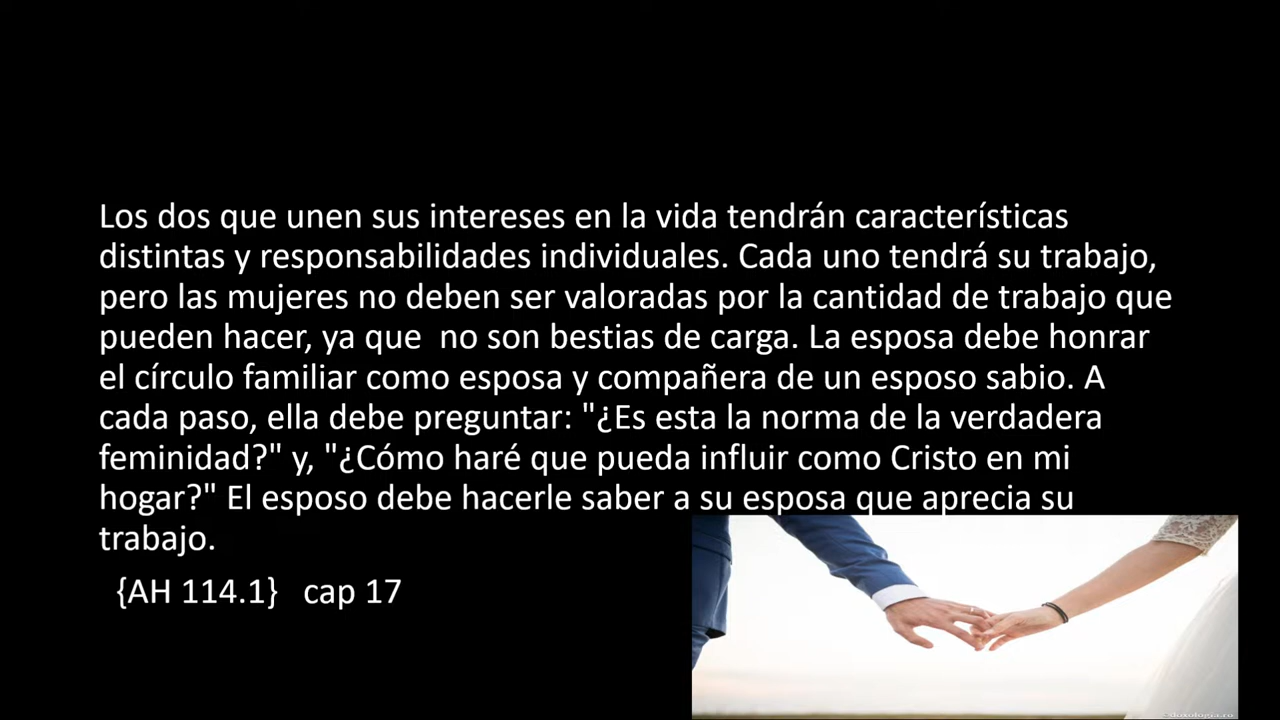 Los dos que unen sus intereses en la vida tendrán características
distintas y responsabilidades individuales. Cada uno tendrá su trabajo,
pero las mujeres no deben ser valoradas por la cantidad de trabajo que
pueden hacer, ya que  no son bestias de carga. La esposa debe honrar
el círculo familiar como esposa y compañera de un esposo sabio. A
cada paso, ella debe preguntar: "¿Es esta la norma de la verdadera
feminidad?" y, "¿Cómo haré que pueda influir como Cristo en mi
hogar?" El esposo debe hacerle saber a su esposa que aprecia su
trabajo.
{AH 114.1}   cap 17
doxologia.ro